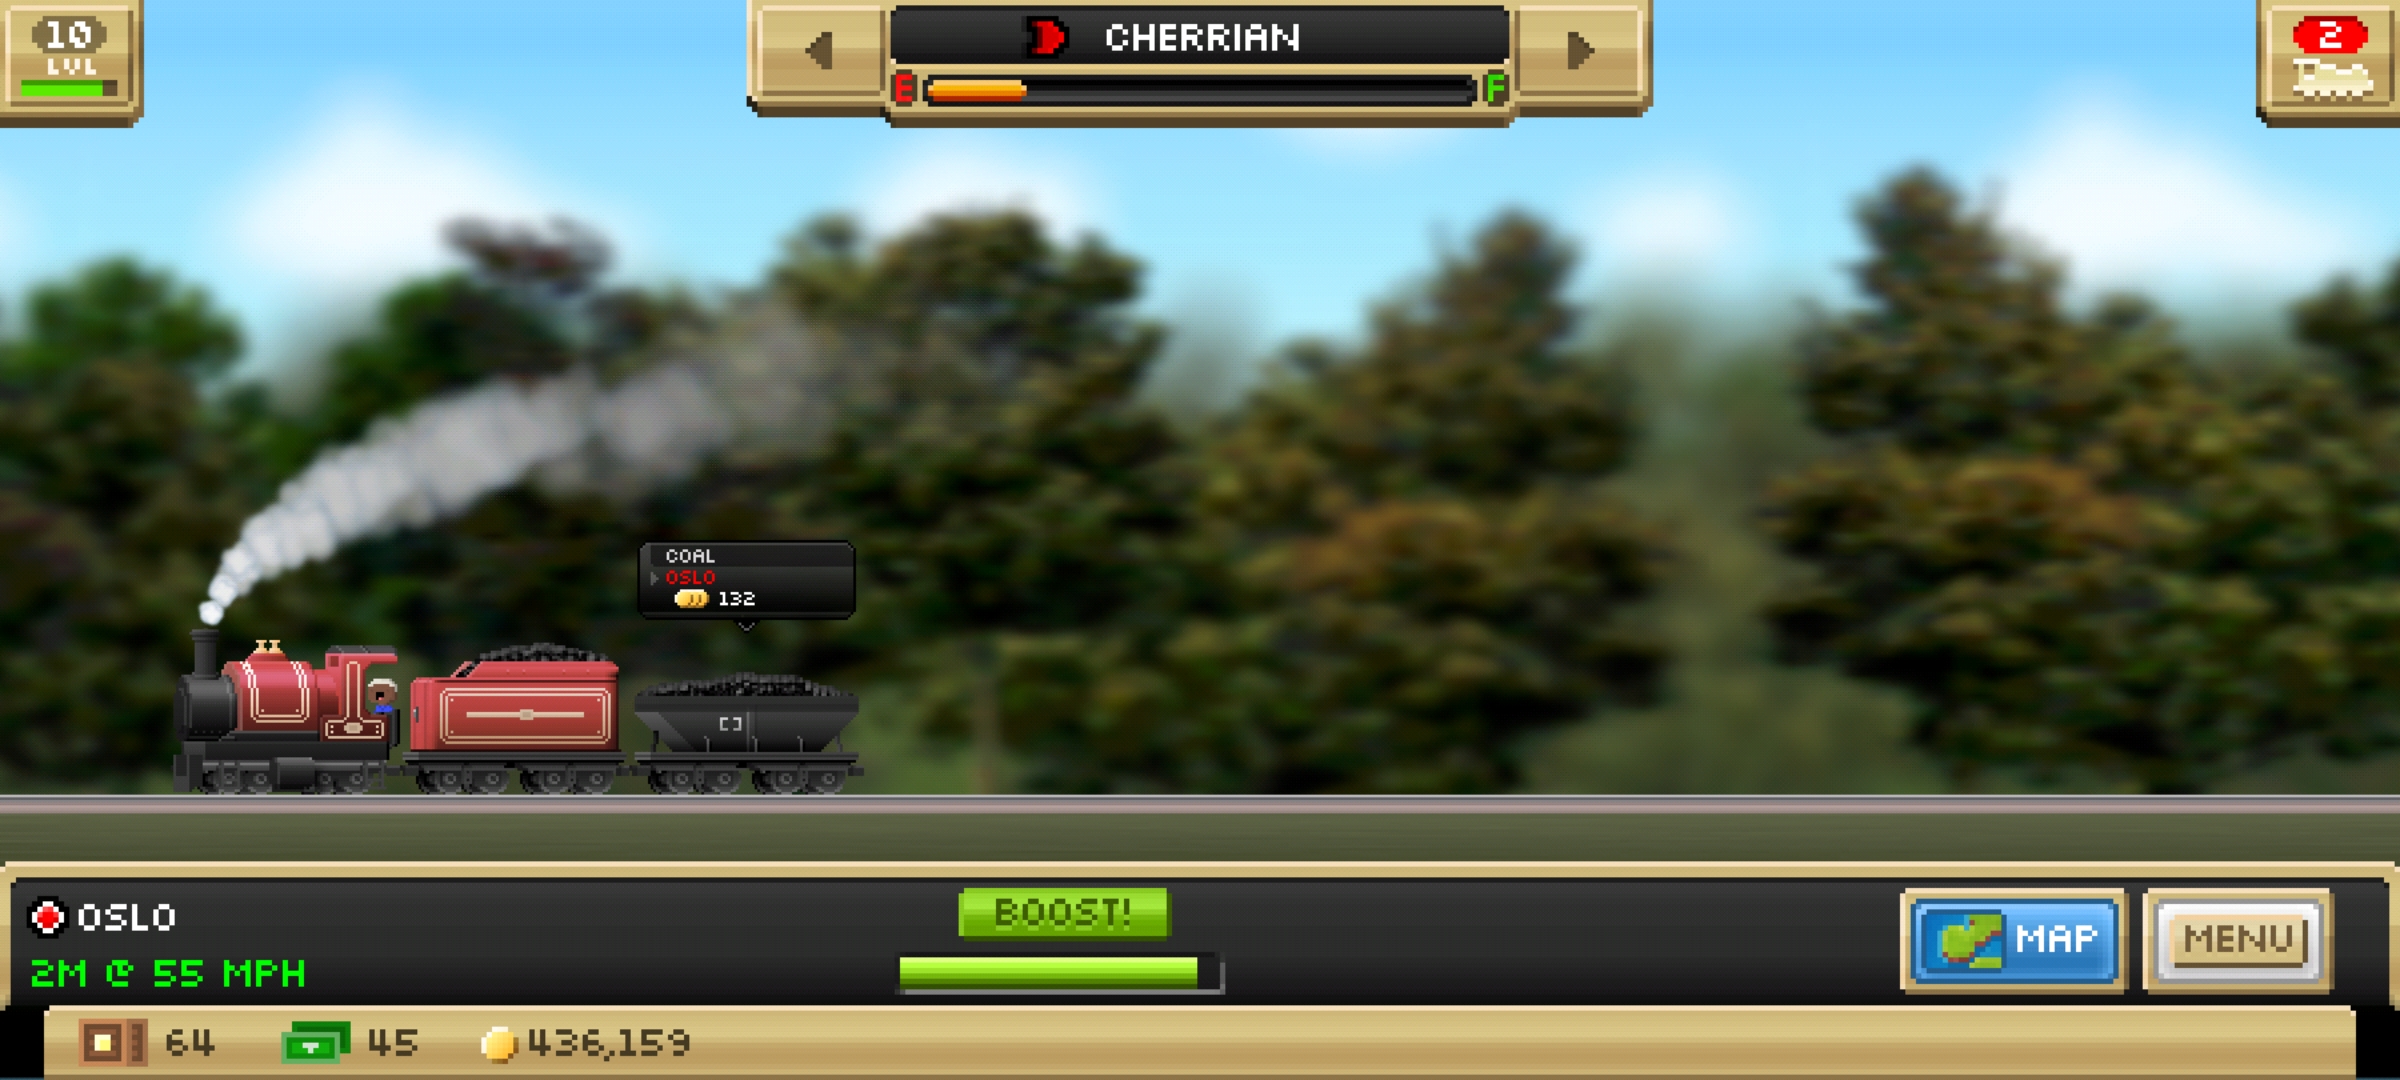 10
LVL
CHERRIAN
E F
2
COAL
OSLO
132
OSLO
2M @ 55 MPH
BOOST!
MAP
MENU
64
45
436,159